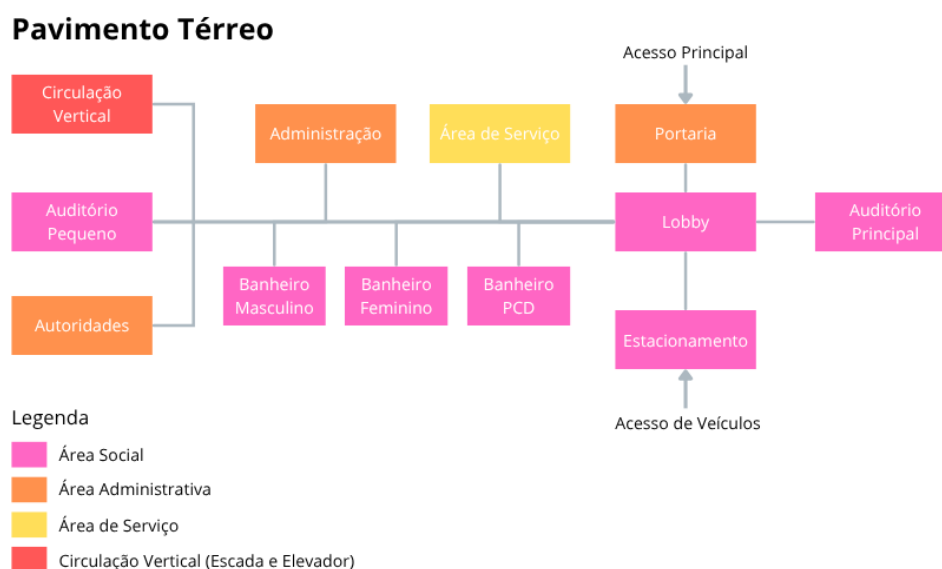 Pavimento Térreo
Acesso Principal
Circulação
Vertical
Administração
Área de Serviço
Portaria
Auditório
Pequeno
Lobby
Auditório
Principal
Banheiro
Masculino
Banheiro
Feminino
Banheiro
PCD
Autoridades
Estacionamento
Acesso de Veículos
Legenda
Área Social
Área Administrativa
Área de Serviço
Circulação Vertical (Escada e Elevador)